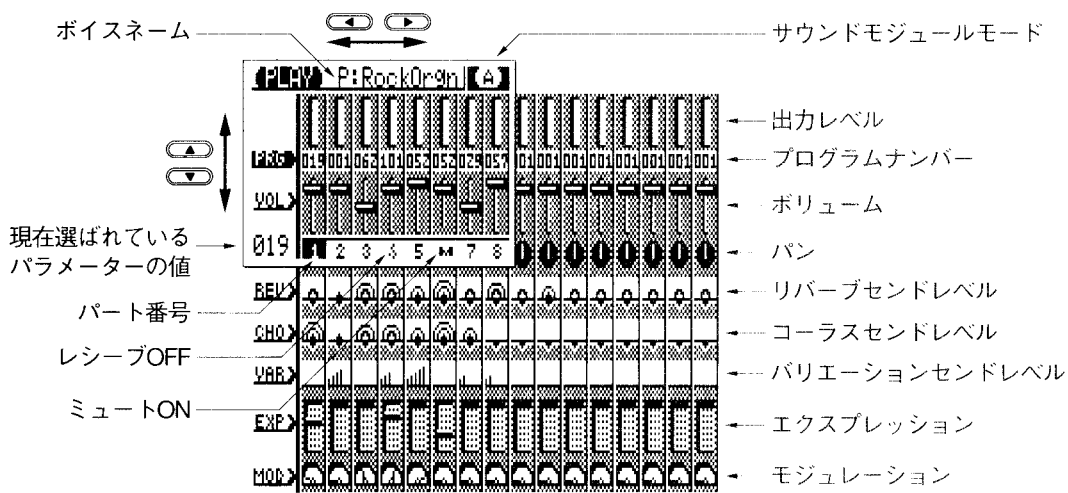 ボイスネーム
サウンドモジュールモード
PLAY P:RockOrgn (A)
出力レベル
PRG 019 001 062 101 052 052 029 057 001 001 001 001 001 001 001 001
プログラムナンバー
VOL
ボリューム
現在選ばれている
パラメーターの値
019 1 2 3 4 5 M 7 8
パン
REV
リバーブセンドレベル
パート番号
CHO
コーラスセンドレベル
レシーブOFF
VAR
バリエーションセンドレベル
ミュートON
EXP
エクスプレッション
MOD
モジュレーション